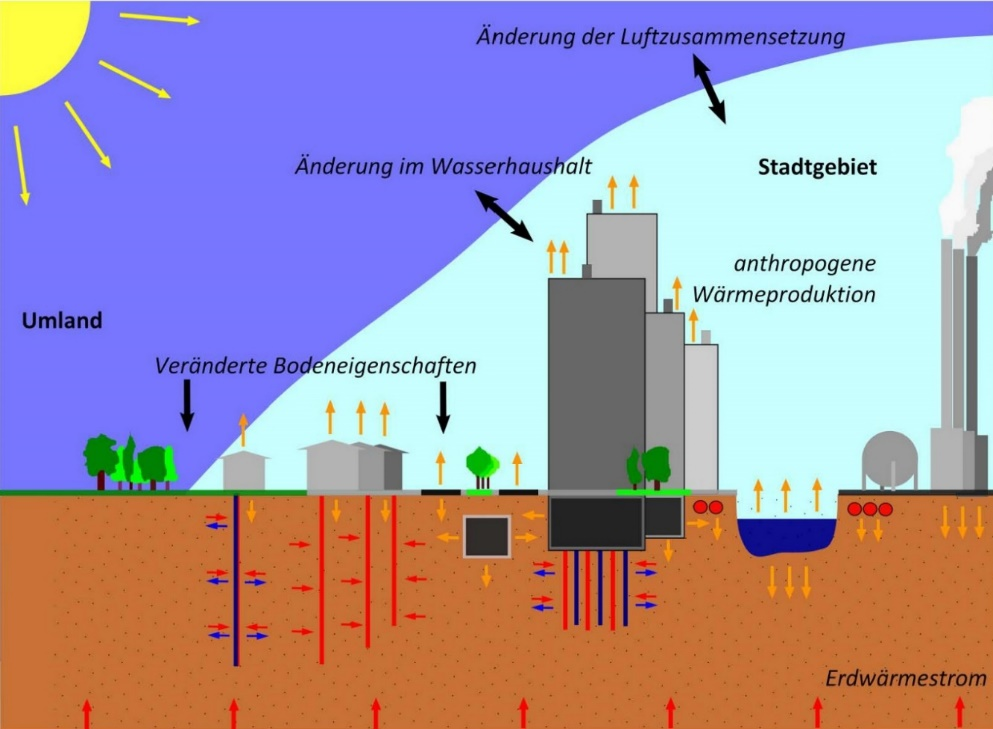 Änderung der Luftzusammensetzung
Änderung im Wasserhaushalt
Stadtgebiet
anthropogene
Wärmeproduktion
Umland
Veränderte Bodeneigenschaften
Erdwärmestrom